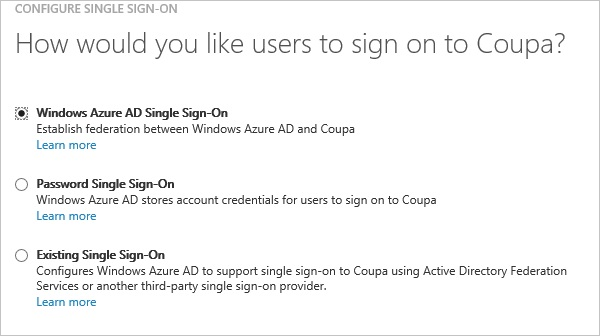 CONFIGURE SINGLE SIGN-ON
How would you like users to sign on to Coupa?
Windows Azure AD Single Sign-On
Establish federation between Windows Azure AD and Coupa
Learn more
Password Single Sign-On
Windows Azure AD stores account credentials for users to sign on to Coupa
Learn more
Existing Single Sign-On
Configures Windows Azure AD to support single sign-on to Coupa using Active Directory Federation
Services or another third-party single sign-on provider.
Learn more